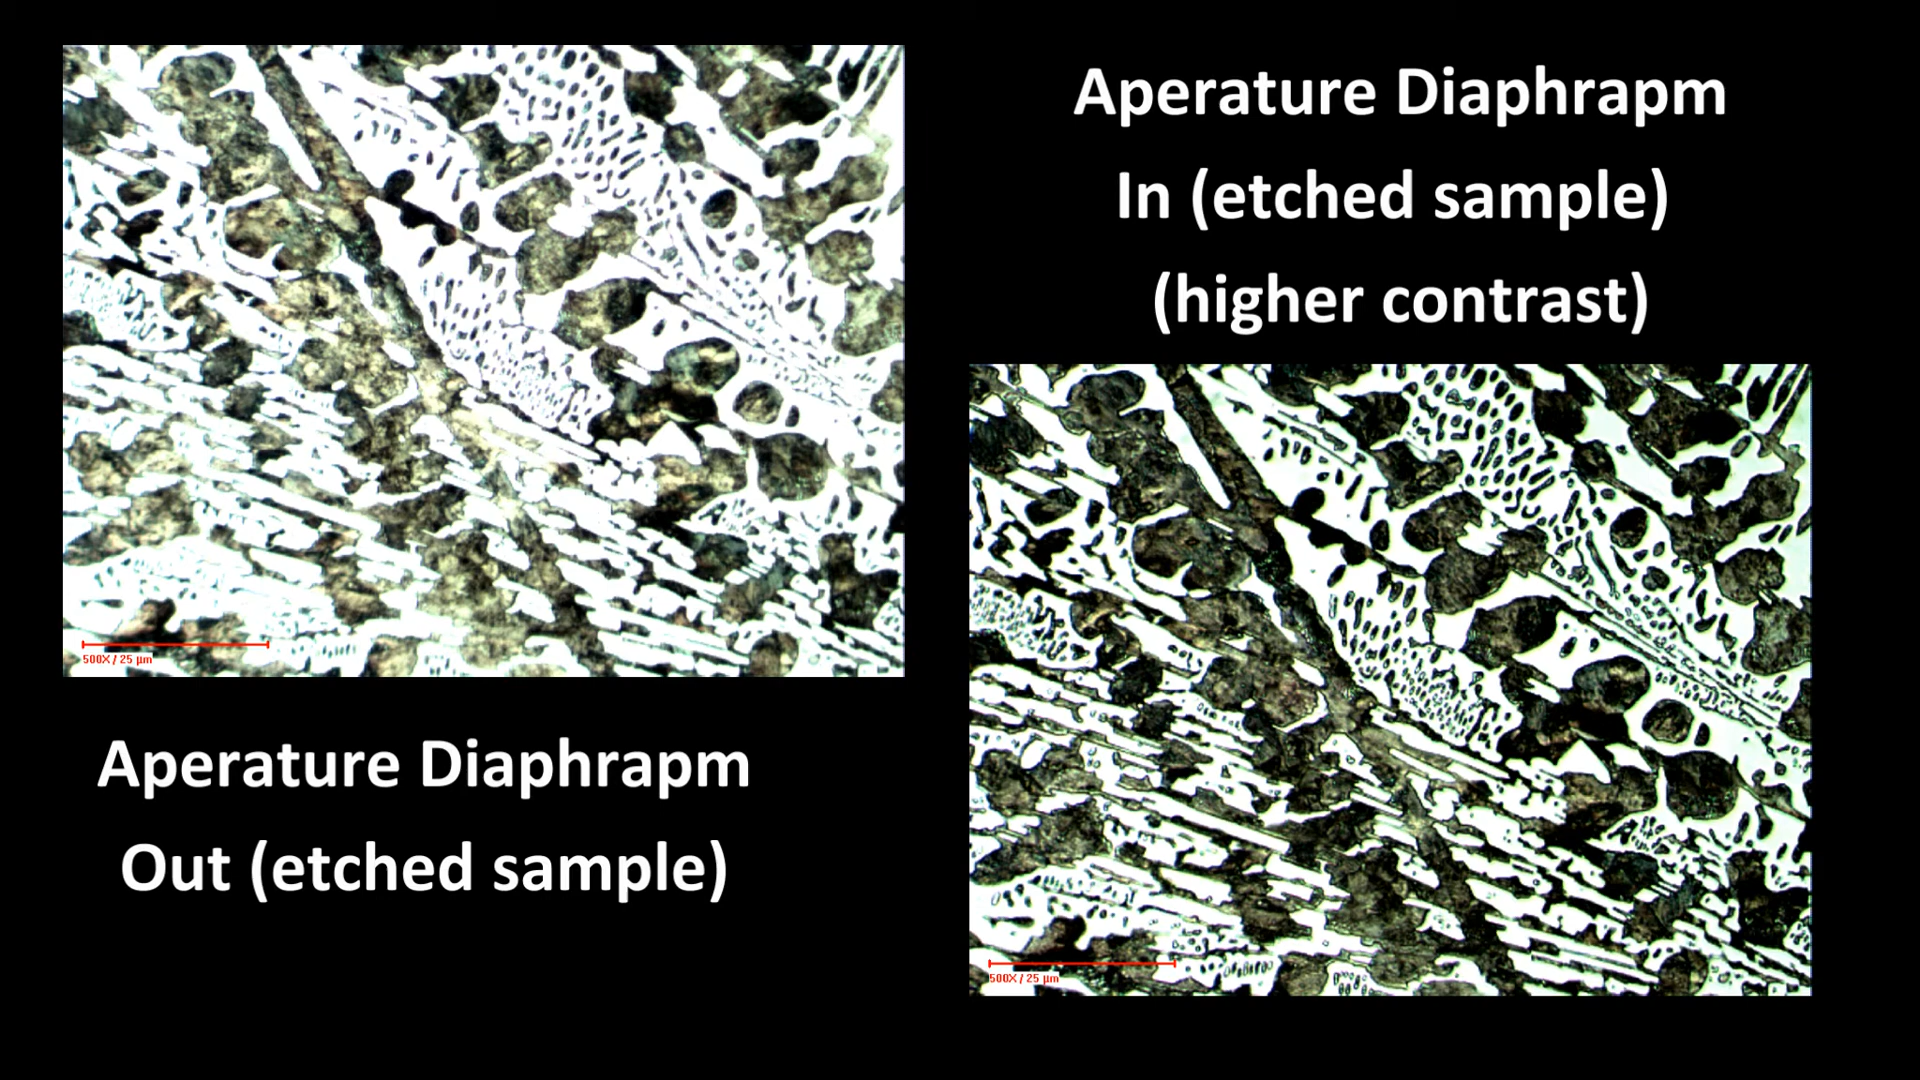 Aperature Diaphrapm
In (etched sample)
(higher contrast)
500X / 25 µm
Aperature Diaphrapm
Out (etched sample)
500X / 25 µm